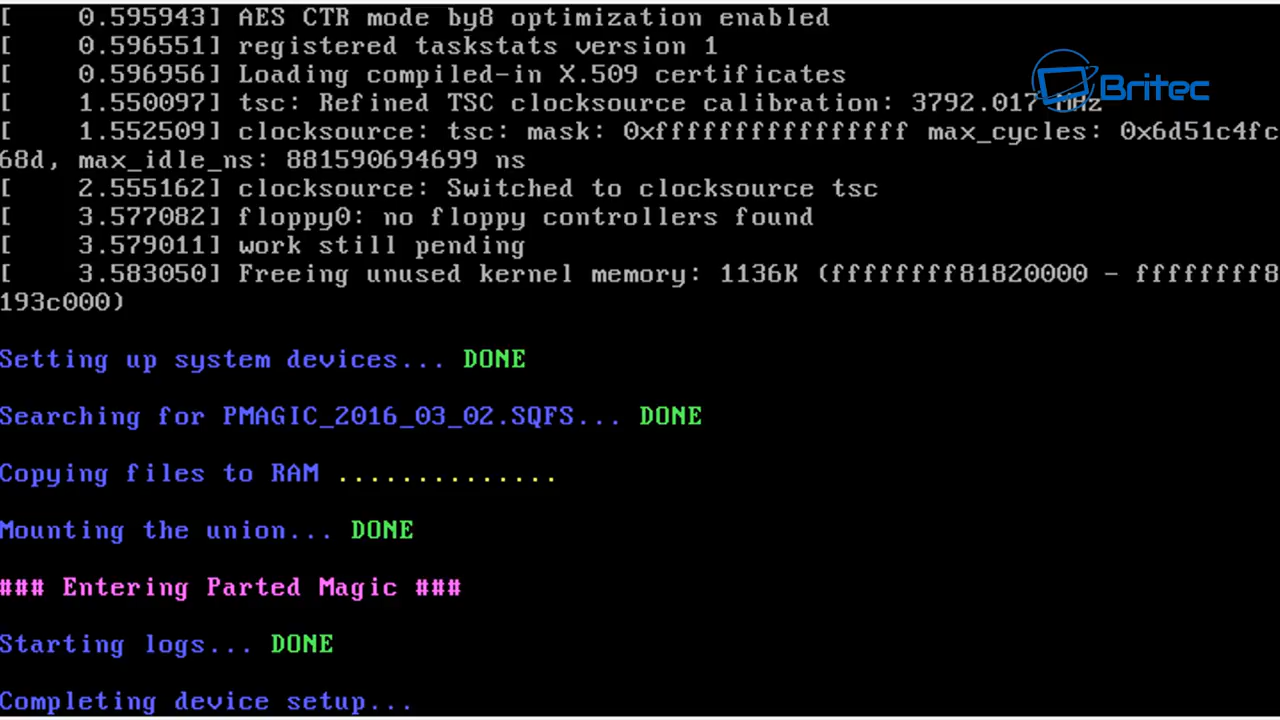 [    0.595943] AES CTR mode by8 optimization enabled
[    0.596551] registered taskstats version 1
[    0.596956] Loading compiled-in X.509 certificates
Britec
[    1.550097] tsc: Refined TSC clocksource calibration: 3792.017 MHz
[    1.552509] clocksource: tsc: mask: 0xffffffffffffffff max_cycles: 0x6d51c4fc
68d, max_idle_ns: 881590694699 ns
[    2.555162] clocksource: Switched to clocksource tsc
[    3.577082] floppy0: no floppy controllers found
[    3.579011] work still pending
[    3.583050] Freeing unused kernel memory: 1136K (ffffffff81820000 - ffffffff8
193c000)
Setting up system devices... DONE
Searching for PMAGIC_2016_03_02.SQFS... DONE
Copying files to RAM ..............
Mounting the union... DONE
### Entering Parted Magic ###
Starting logs... DONE
Completing device setup...